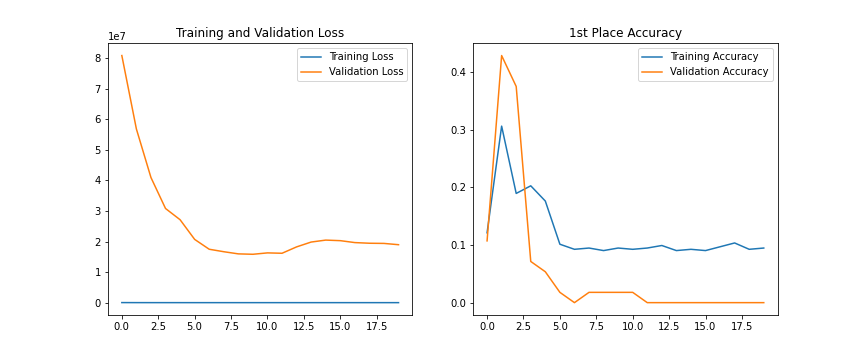 Training and Validation Loss
1e7
Training Loss
Validation Loss
8
7
6
5
4
3
2
1
0
0.0 2.5 5.0 7.5 10.0 12.5 15.0 17.5
1st Place Accuracy
Training Accuracy
Validation Accuracy
0.4
0.3
0.2
0.1
0.0
0.0 2.5 5.0 7.5 10.0 12.5 15.0 17.5